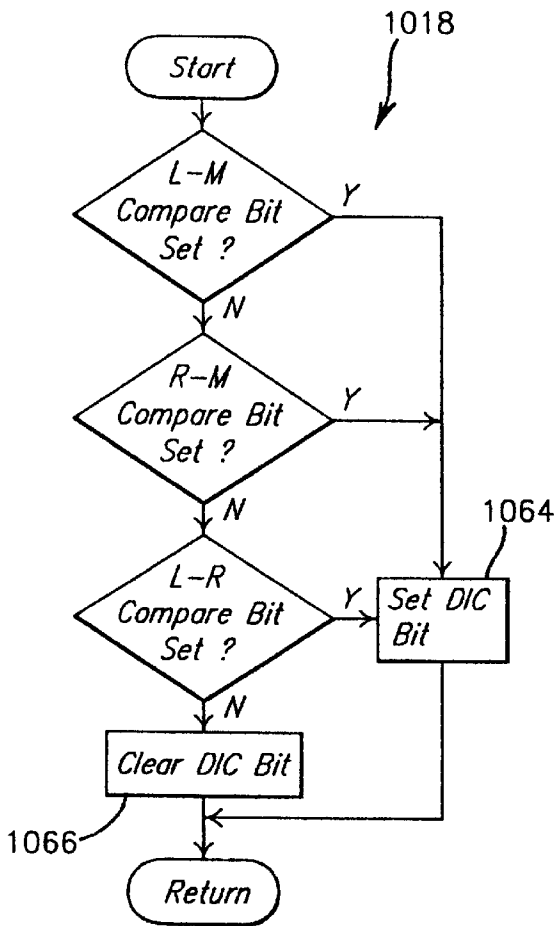 1018
Start
L-M
Compare Bit
Set ?
Y
N
R-M
Compare Bit
Set ?
Y
N
1064
L-R
Compare Bit
Set ?
Y
Set DIC
Bit
N
Clear DIC Bit
1066
Return